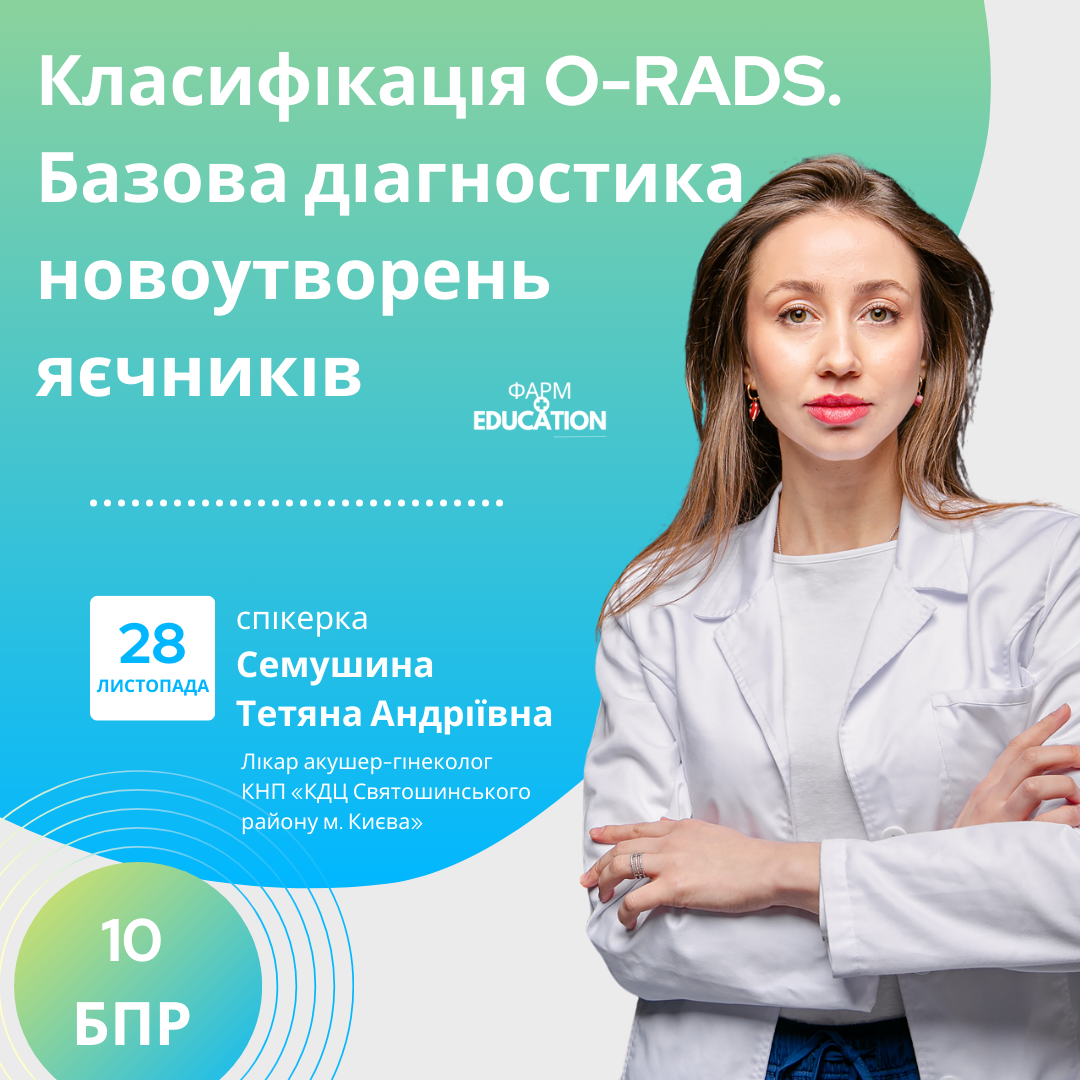 Класифікація O-RADS.
Базова діагностика
новоутворень
яєчників
ФАРМ
EDUCATION
28
ЛИСТОПАДА
спікерка
Семушина
Тетяна Андріївна
Лікар акушер-гінеколог
КНП «КДЦ Святошинського
району м. Києва»
10
БПР